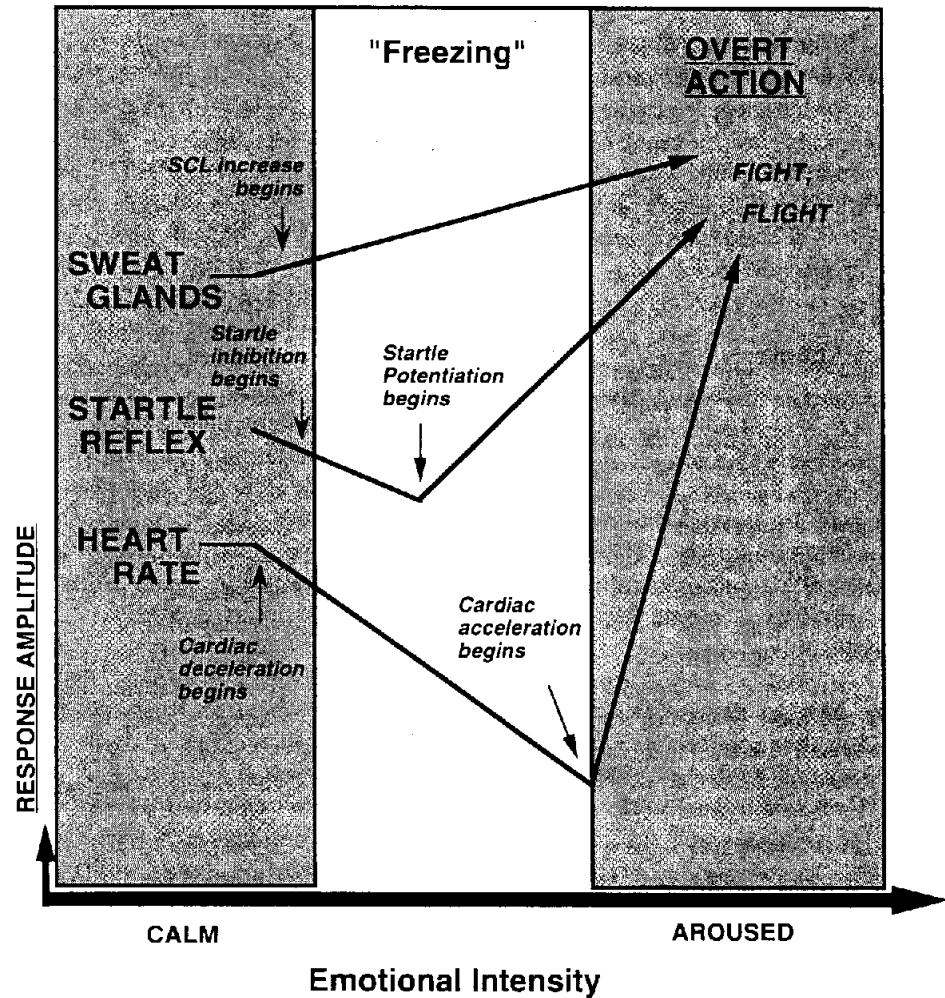 "Freezing"
OVERT
ACTION
SCL increase
begins
FIGHT,
FLIGHT
SWEAT
GLANDS
Startle
inhibition
begins
Startle
Potentiation
begins
STARTLE
REFLEX
HEART
RATE
Cardiac
acceleration
begins
Cardiac
deceleration
begins
RESPONSE AMPLITUDE
CALM
AROUSED
Emotional Intensity